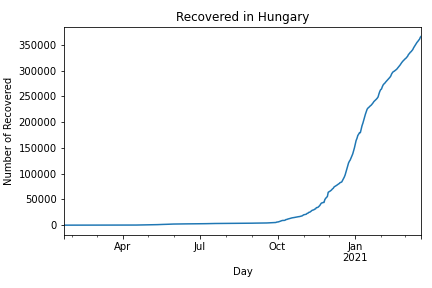 Recovered in Hungary
Number of Recovered
350000
300000
250000
200000
150000
100000
50000
0
Apr
Jul
Oct
Jan
2021
Day